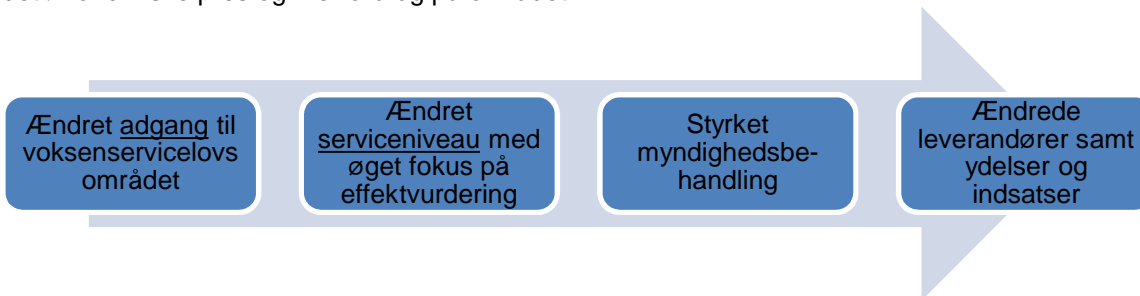 Ændret adgang til
voksenservicelovs
området
Ændret
serviceniveau med
øget fokus på
effektvurdering
Styrket
myndighedsbe-
handling
Ændrede
leverandører samt
ydelser og
indsatser